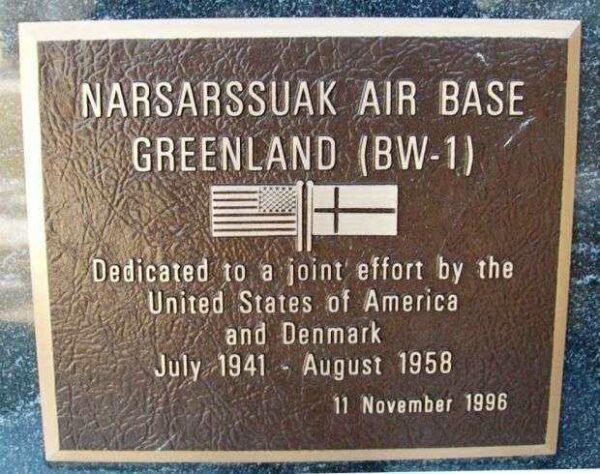 NARSARSSUAK AIR BASE
GREENLAND (BW-1)
Dedicated to a joint effort by the
United States of America
and Denmark
July 1941 - August 1958
11 November 1996